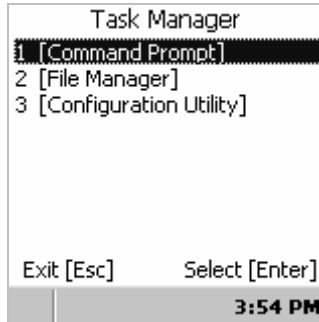 Task Manager
1 [Command Prompt]
2 [File Manager]
3 [Configuration Utility]
Exit [Esc] Select [Enter]
3:54 PM